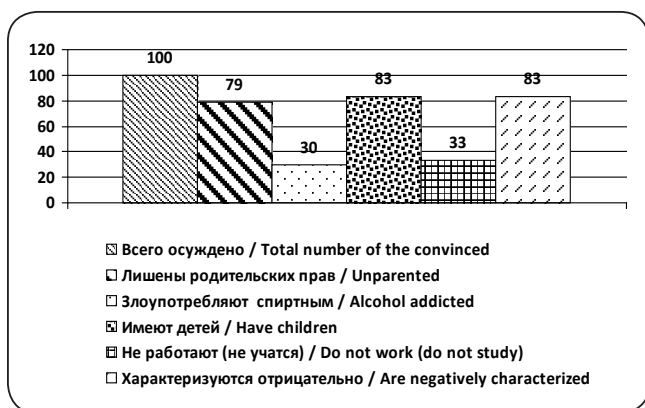 120
100
80
60
40
20
0
100
79
30
83
33
83
Всего осуждено / Total number of the convinced
Лишены родительских прав / Unparented
Злоупотребляют спиртным / Alcohol addicted
Имеют детей / Have children
Не работают (не учатся) / Do not work (do not study)
Характеризуются отрицательно / Are negatively characterized